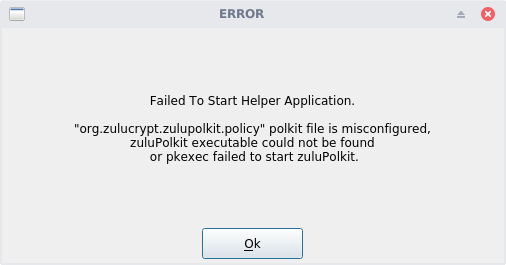 ERROR
Failed To Start Helper Application.
"org.zulucrypt.zulupolkit.policy" polkit file is misconfigured,
zuluPolkit executable could not be found
or pkexec failed to start zuluPolkit.
Ok